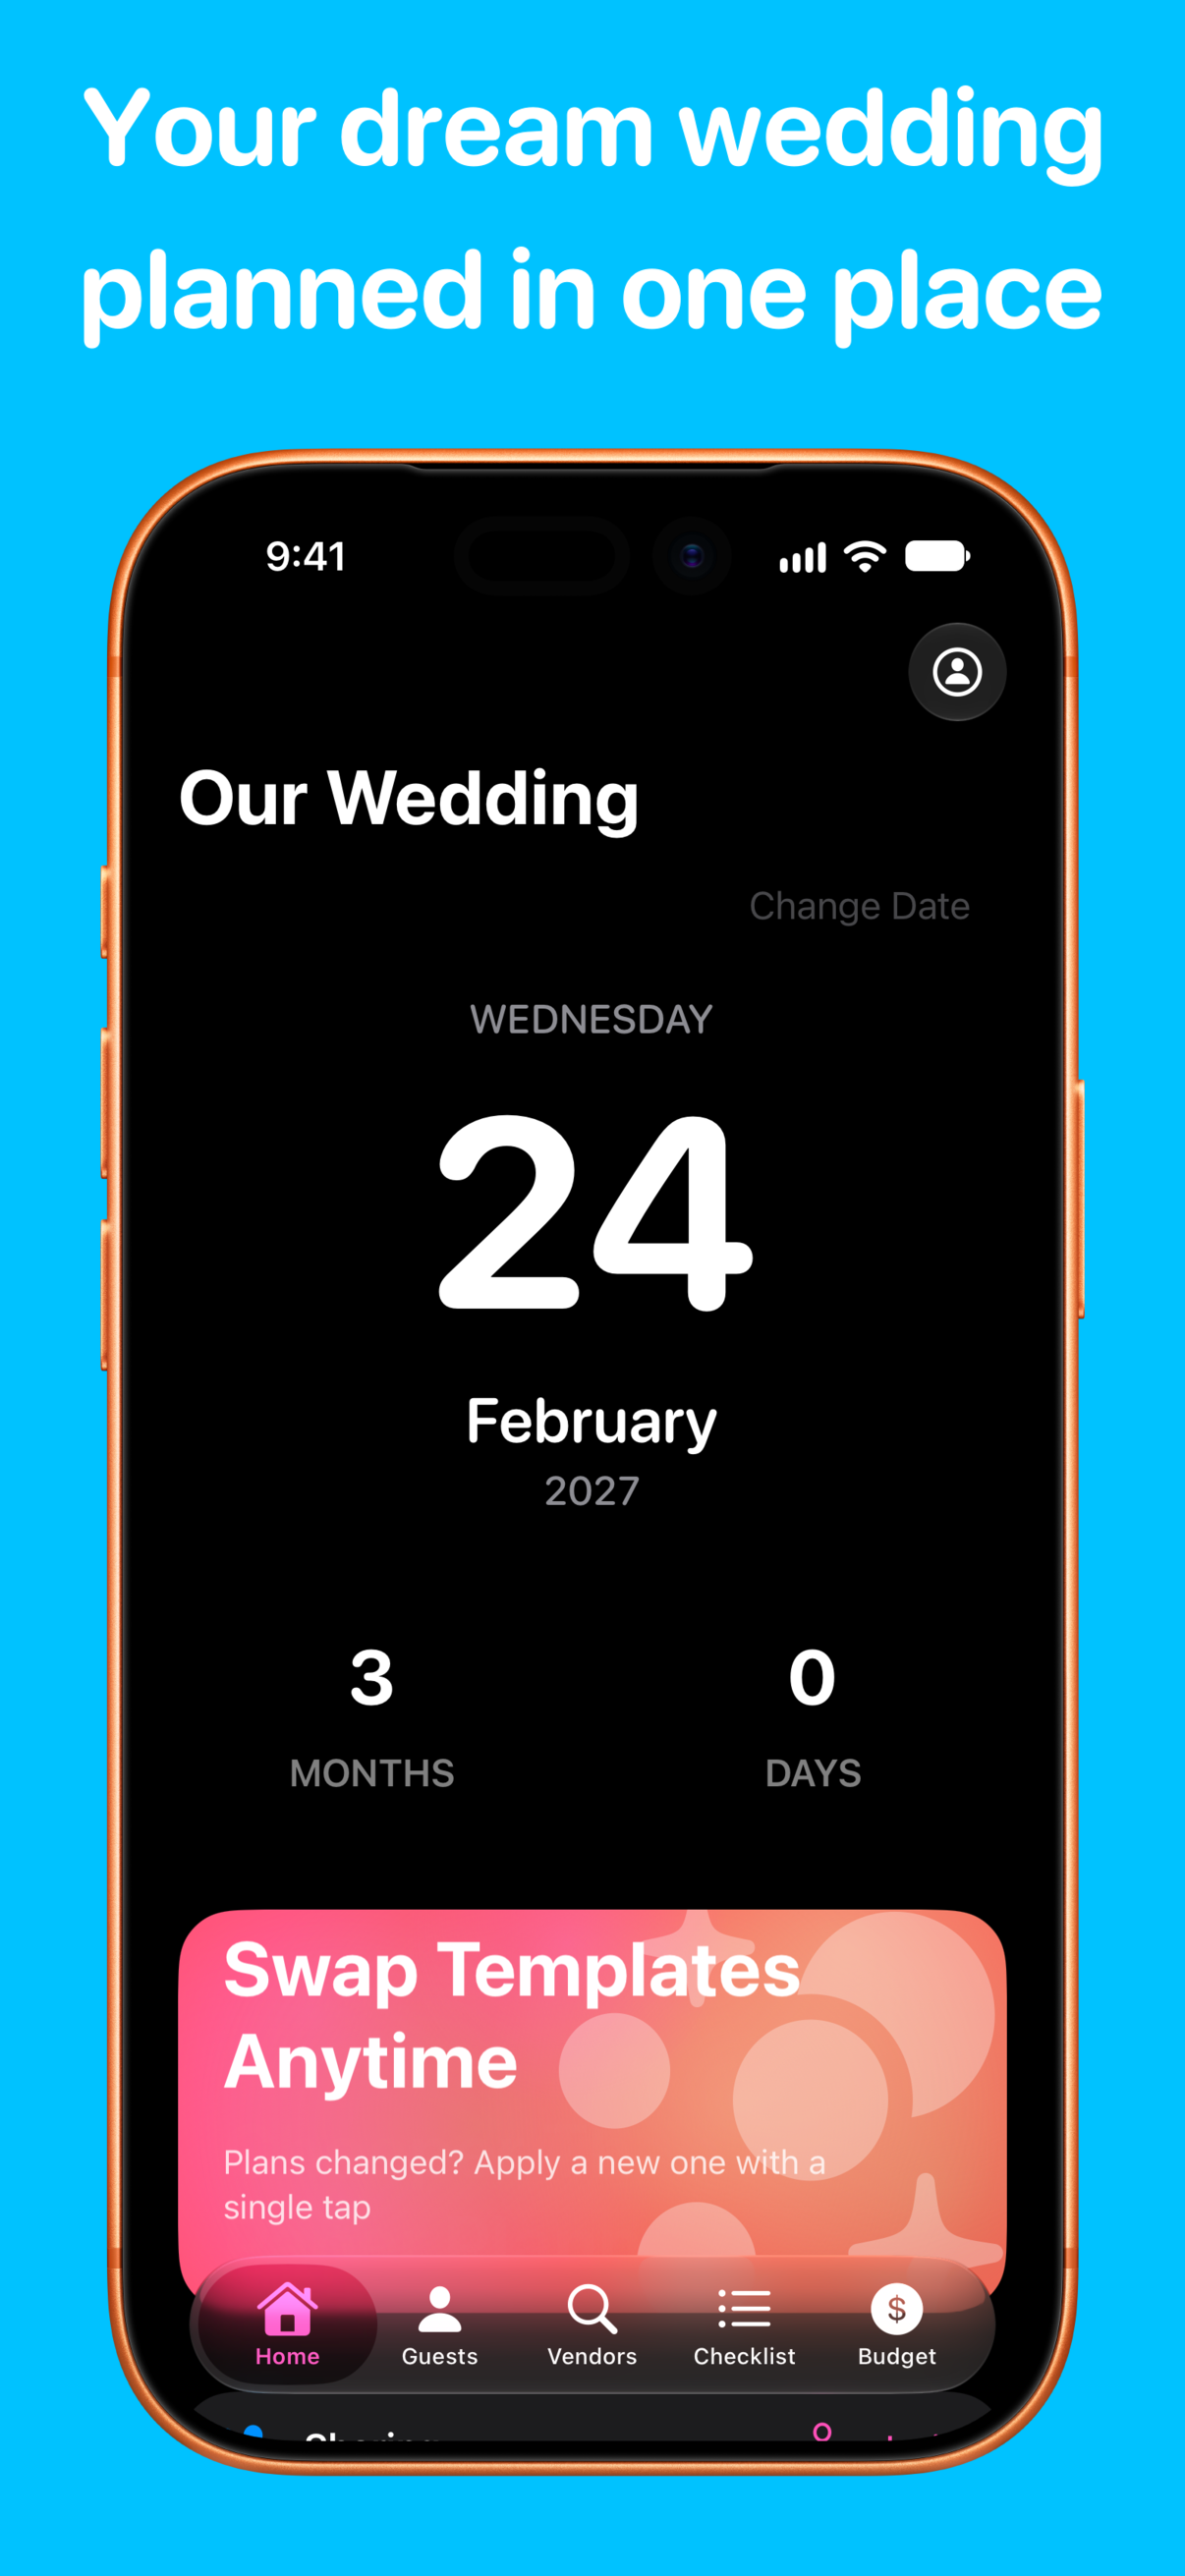 Your dream wedding
planned in one place
9:41
Our Wedding
Change Date
WEDNESDAY
24
February
2027
3
0
MONTHS
DAYS
Swap Templates
Anytime
Plans changed? Apply a new one with a
single tap
$
Home
Guests
Vendors
Checklist
Budget